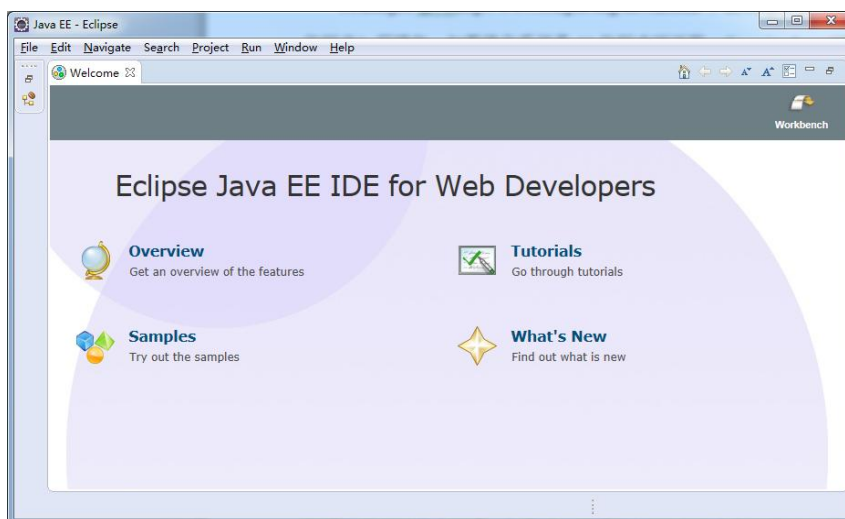 Java EE - Eclipse
File Edit Navigate Search Project Run Window Help
Welcome
Workbench
Eclipse Java EE IDE for Web Developers
Overview
Get an overview of the features
Tutorials
Go through tutorials
Samples
Try out the samples
What's New
Find out what is new